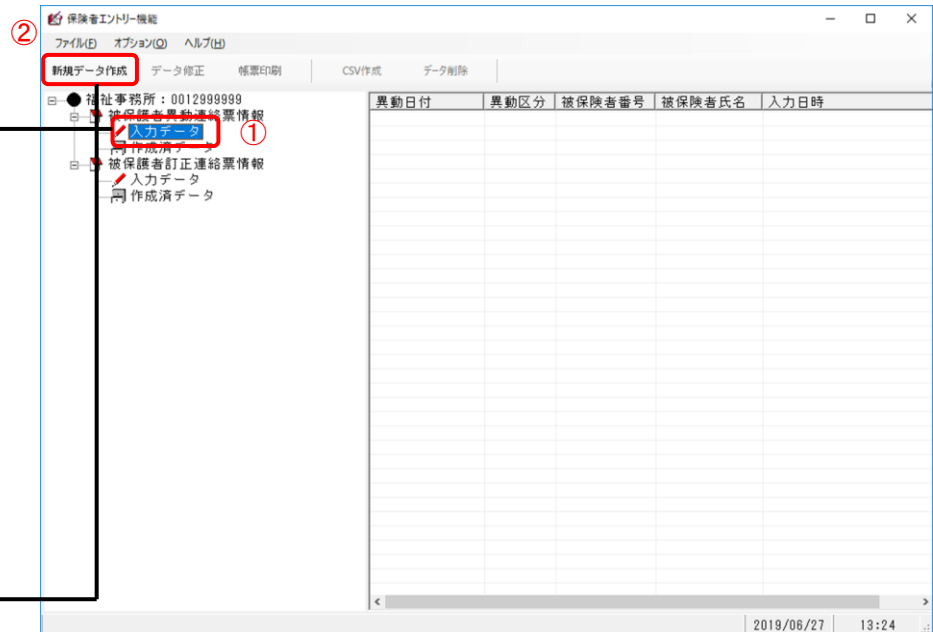 保険者エントリー機能
②
ファイル(F) オプション(O) ヘルプ(H)
新規データ作成 データ修正 帳票印刷 CSV作成 データ削除
福祉事務所：0012999999
被保護者異動連絡票情報
入力データ ①
作成済データ
被保護者訂正連絡票情報
入力データ
作成済データ
異動日付 異動区分 被保険者番号 被保険者氏名 入力日時
2019/06/27 13:24